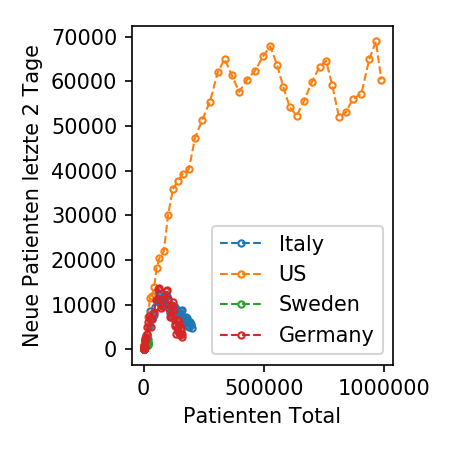 70000
60000
50000
40000
30000
20000
10000
0
Neue Patienten letzte 2 Tage
Italy
US
Sweden
Germany
0 500000 1000000
Patienten Total